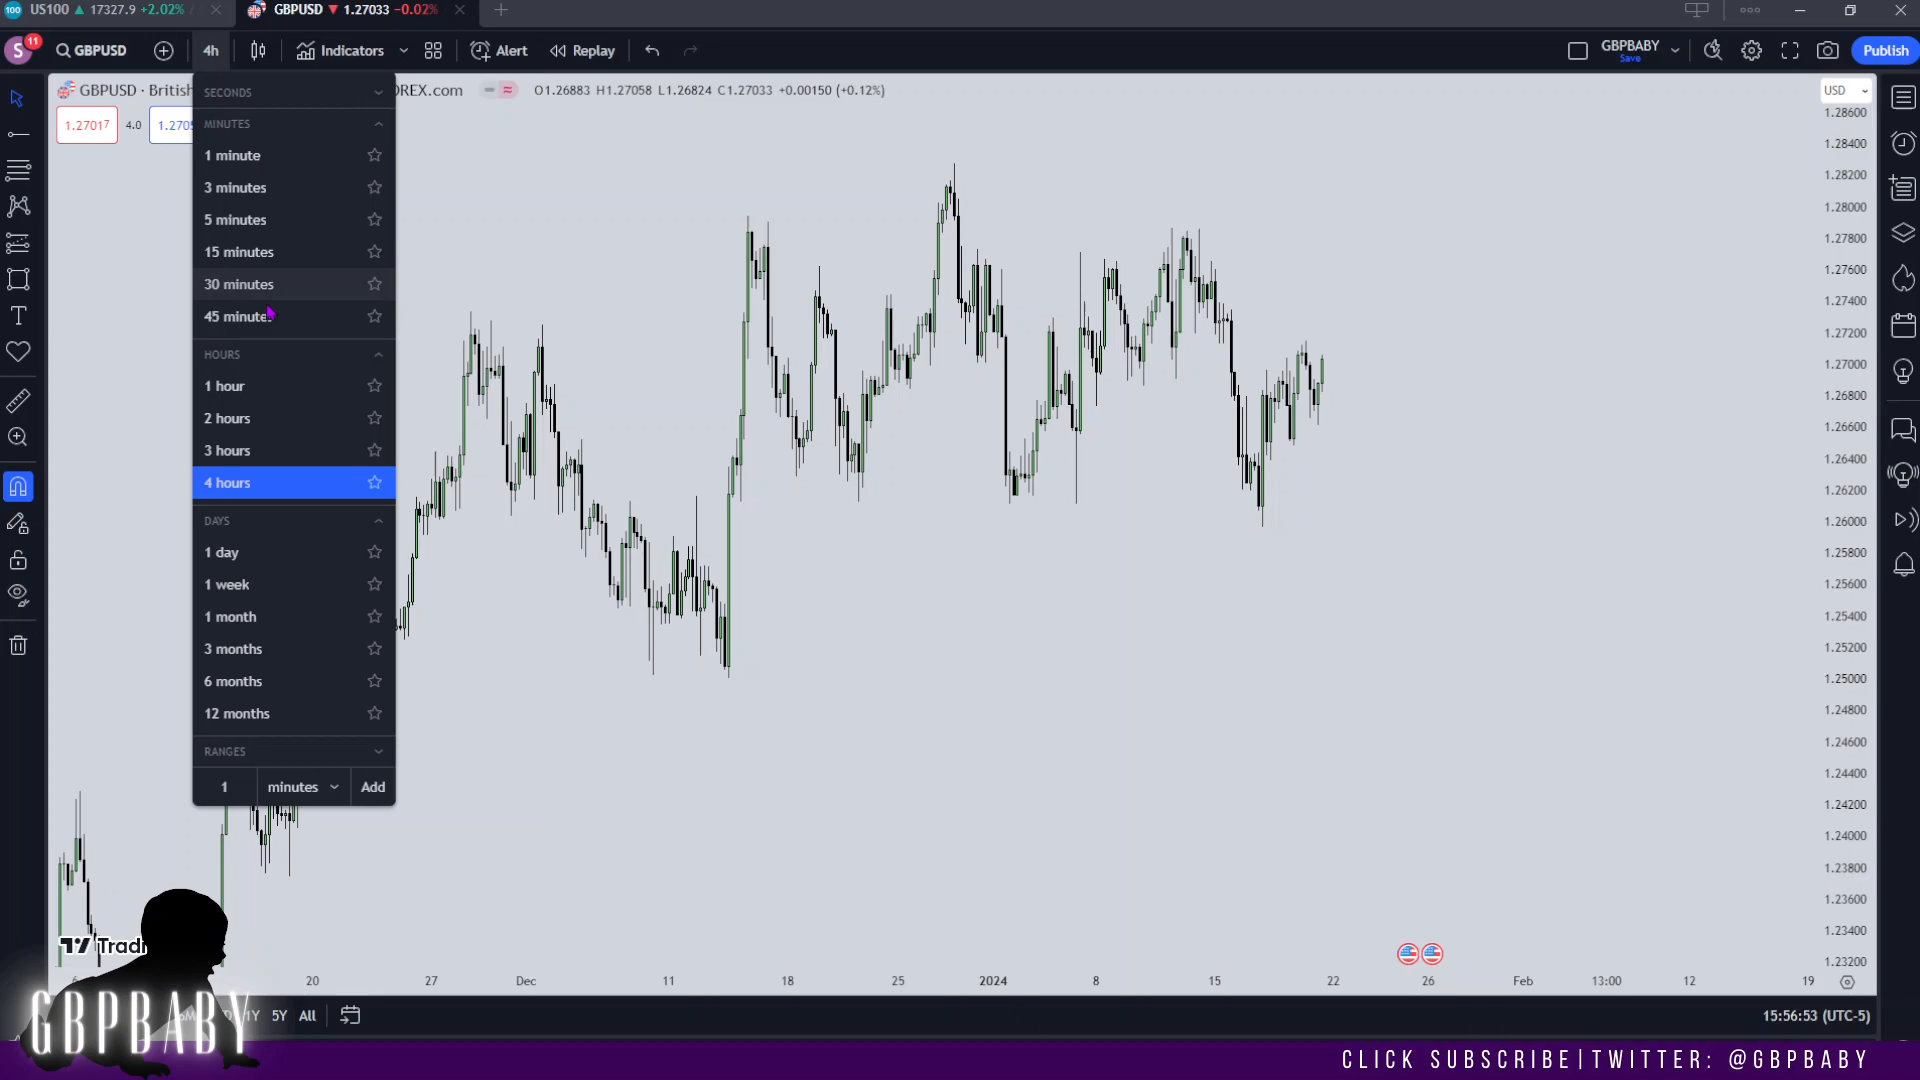 US100 ▲ 17327.9 +2.02%
GBPUSD ▼ 1.27033 −0.02%
S 11
GBPUSD
4h
Indicators
Alert
Replay
GBPBABY
Save
Publish
GBPUSD · British
OREX.com
O1.26883 H1.27058 L1.26824 C1.27033 +0.00150 (+0.12%)
USD
1.27017
4.0
SECONDS
MINUTES
1 minute
3 minutes
5 minutes
15 minutes
30 minutes
45 minutes
HOURS
1 hour
2 hours
3 hours
4 hours
DAYS
1 day
1 week
1 month
3 months
6 months
12 months
RANGES
1 minutes Add
1.28600
1.28400
1.28200
1.28000
1.27800
1.27600
1.27400
1.27200
1.27000
1.26800
1.26600
1.26400
1.26200
1.26000
1.25800
1.25600
1.25400
1.25200
1.25000
1.24800
1.24600
1.24400
1.24200
1.24000
1.23800
1.23600
1.23400
1.23200
20 27 Dec 11 18 25 2024 8 15 22 26 Feb 13:00 12 19
1Y 5Y All
15:56:53 (UTC-5)
GBPBABY
CLICK SUBSCRIBE|TWITTER: @GBPBABY